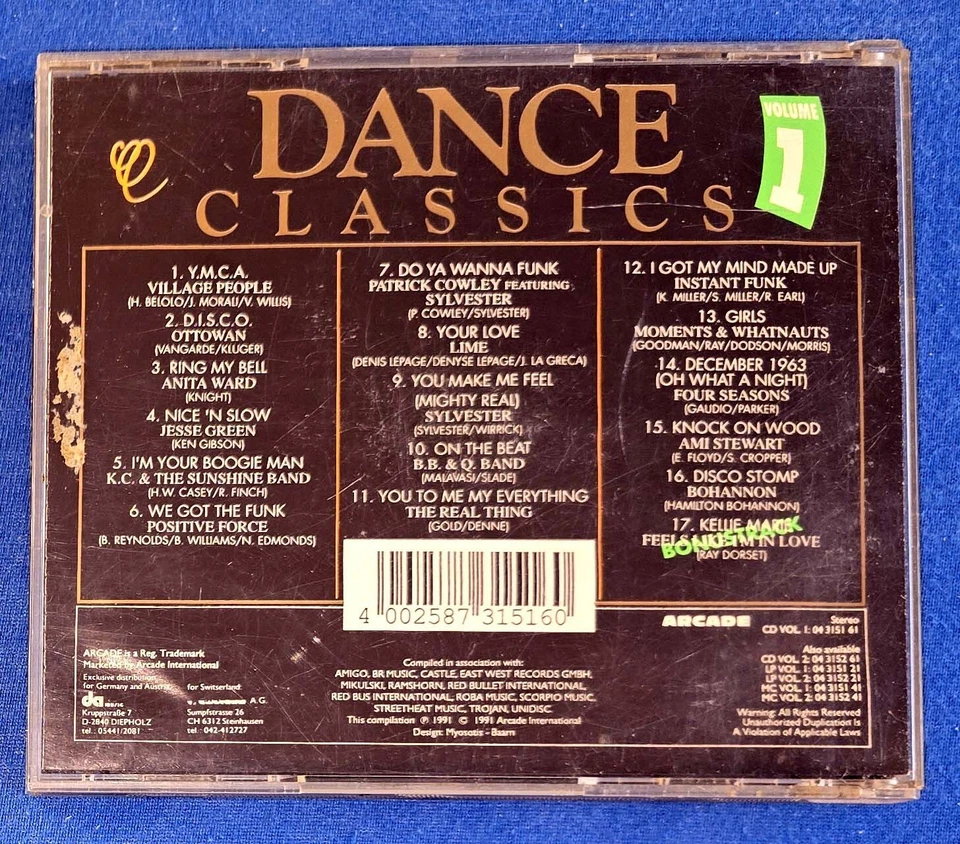 DANCE
CLASSICS
VOLUME
1
1. Y.M.C.A.
VILLAGE PEOPLE
(H. BELOLO/J. MORALI/V. WILLIS)
2. D.I.S.C.O.
OTTOWAN
(VANGARDE/KLUGER)
3. RING MY BELL
ANITA WARD
(KNIGHT)
4. NICE 'N SLOW
JESSE GREEN
(KEN GIBSON)
5. I'M YOUR BOOGIE MAN
K.C. & THE SUNSHINE BAND
(H.W. CASEY/R. FINCH)
6. WE GOT THE FUNK
POSITIVE FORCE
(B. REYNOLDS/B. WILLIAMS/N. EDMONDS)
7. DO YA WANNA FUNK
PATRICK COWLEY FEATURING
SYLVESTER
(P. COWLEY/SYLVESTER)
8. YOUR LOVE
LIME
(DENIS LEPAGE/DENYSE LEPAGE/J. LA GRECA)
9. YOU MAKE ME FEEL
(MIGHTY REAL)
SYLVESTER
(SYLVESTER/WIRRICK)
10. ON THE BEAT
B.B. & Q. BAND
(MALAVASI/SLADE)
11. YOU TO ME MY EVERYTHING
THE REAL THING
(GOLD/DENNE)
12. I GOT MY MIND MADE UP
INSTANT FUNK
(K. MILLER/S. MILLER/R. EARL)
13. GIRLS
MOMENTS & WHATNAUTS
(GOODMAN/RAY/DODSON/MORRIS)
14. DECEMBER 1963
(OH WHAT A NIGHT)
FOUR SEASONS
(GAUDIO/PARKER)
15. KNOCK ON WOOD
AMI STEWART
(E. FLOYD/S. CROPPER)
16. DISCO STOMP
BOHANNON
(HAMILTON BOHANNON)
17. KELLIE MARIE
FEELS LIKE I'M IN LOVE
BONUSTRACK
(RAY DORSET)
4 002587 315160
ARCADE is a Reg. Trademark
Marketed by Arcade International
Exclusive distribution
for Germany and Austria
da music
Kruppstraße 7
D-2840 DIEPHOLZ
tel.: 05441/2081
for Switserland:
A.G.
Sumpfstrasse 26
CH 6312 Steinhausen
tel: 042-412727
Compiled in association with:
AMIGO, BR MUSIC, CASTLE, EAST WEST RECORDS GMBH,
MIKULSKI, RAMSHORN, RED BULLET INTERNATIONAL,
RED BUS INTERNATIONAL, ROBA MUSIC, SCORPIO MUSIC,
STREETHEAT MUSIC, TROJAN, UNIDISC
This compilation ℗ 1991 © 1991 Arcade International
Design: Myosotis - Baarn
ARCADE
Stereo
CD VOL. 1: 04 3151 61
Also available
CD VOL. 2: 04 3152 61
LP VOL. 1: 04 3151 21
LP VOL. 2: 04 3152 21
MC VOL. 1: 04 3151 41
MC VOL. 2: 04 3152 41
Warning: All Rights Reserved
Unauthorized Duplication Is
A Violation of Applicable Laws